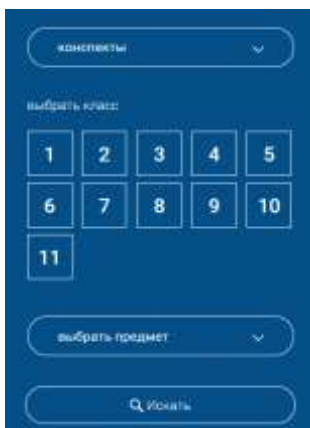 конспекты
выбрать класс
1 2 3 4 5
6 7 8 9 10
11
выбрать предмет
Искать